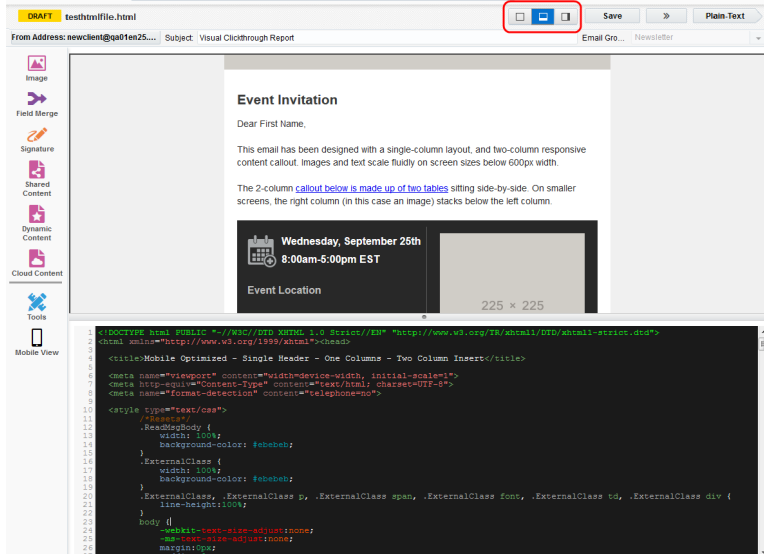 DRAFT testhtmlfile.html Save » Plain-Text
From Address: newclient@qa01en25.... Subject: Visual Clickthrough Report Email Gro... Newsletter
Image
Field Merge
Signature
Shared
Content
Dynamic
Content
Cloud Content
Tools
Mobile View
Event Invitation
Dear First Name,
This email has been designed with a single-column layout, and two-column responsive
content callout. Images and text scale fluidly on screen sizes below 600px width.
The 2-column callout below is made up of two tables sitting side-by-side. On smaller
screens, the right column (in this case an image) stacks below the left column.
Wednesday, September 25th
8:00am-5:00pm EST
Event Location
225 × 225
1 <!DOCTYPE html PUBLIC "-//W3C//DTD XHTML 1.0 Strict//EN" "http://www.w3.org/TR/xhtml1/DTD/xhtml1-strict.dtd">
2 <html xmlns="http://www.w3.org/1999/xhtml"><head>
3
4 <title>Mobile Optimized - Single Header - One Columns - Two Column Insert</title>
5
6 <meta name="viewport" content="width=device-width, initial-scale=1">
7 <meta http-equiv="Content-Type" content="text/html; charset=UTF-8">
8 <meta name="format-detection" content="telephone=no">
9
10 <style type="text/css">
11 /*Resets*/
12 .ReadMsgBody {
13 width: 100%;
14 background-color: #ebebeb;
15 }
16 .ExternalClass {
17 width: 100%;
18 background-color: #ebebeb;
19 }
20 .ExternalClass, .ExternalClass p, .ExternalClass span, .ExternalClass font, .ExternalClass td, .ExternalClass div {
21 line-height:100%;
22 }
23 body {
24 -webkit-text-size-adjust:none;
25 -ms-text-size-adjust:none;
26 margin:0px;